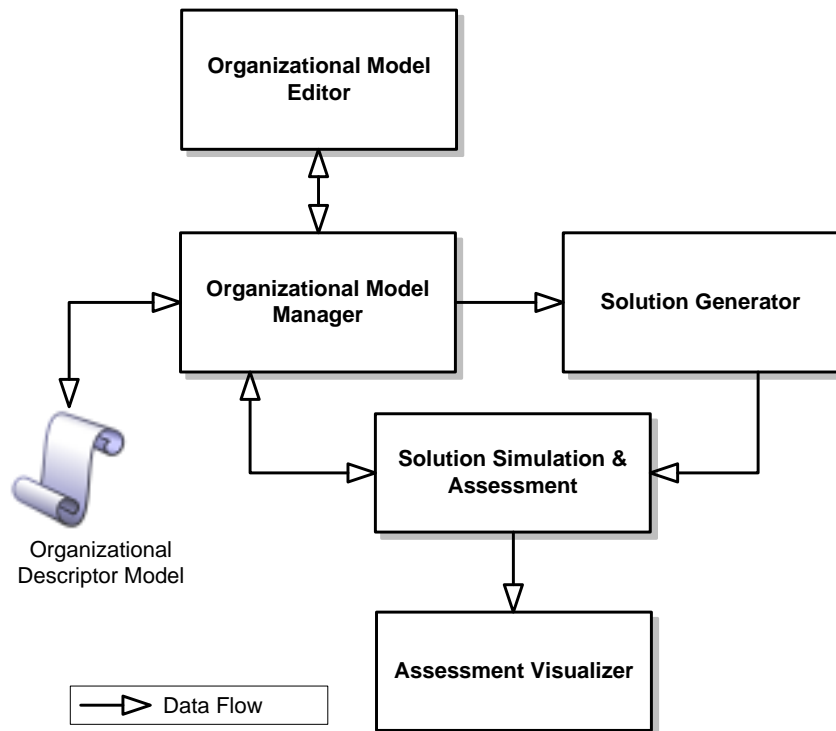 Organizational Model
Editor
Organizational Model
Manager
Solution Generator
Solution Simulation &
Assessment
Organizational
Descriptor Model
Assessment Visualizer
Data Flow